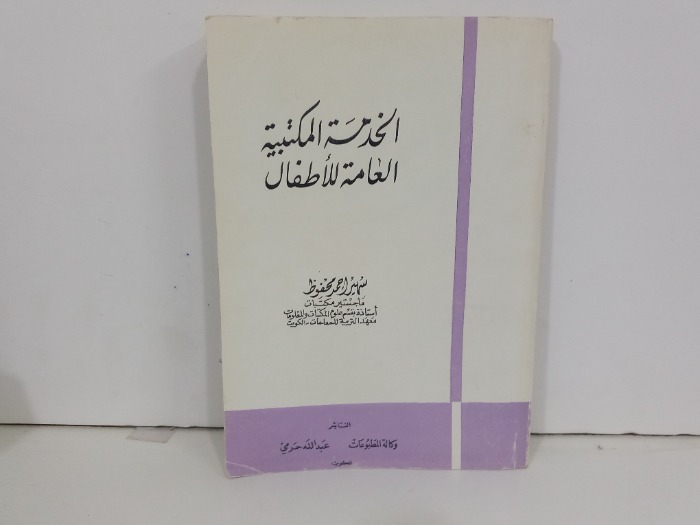 الخدمة المكتبية
العامة للأطفال
سهير احمد محفوظ
ماجستير مكتبات
أستاذة بقسم علوم المكتبات والمعلومات
معهد التربية للمعلمات - الكويت
الناشر
وكالة المطبوعات عبد الله حرمي
الكويت